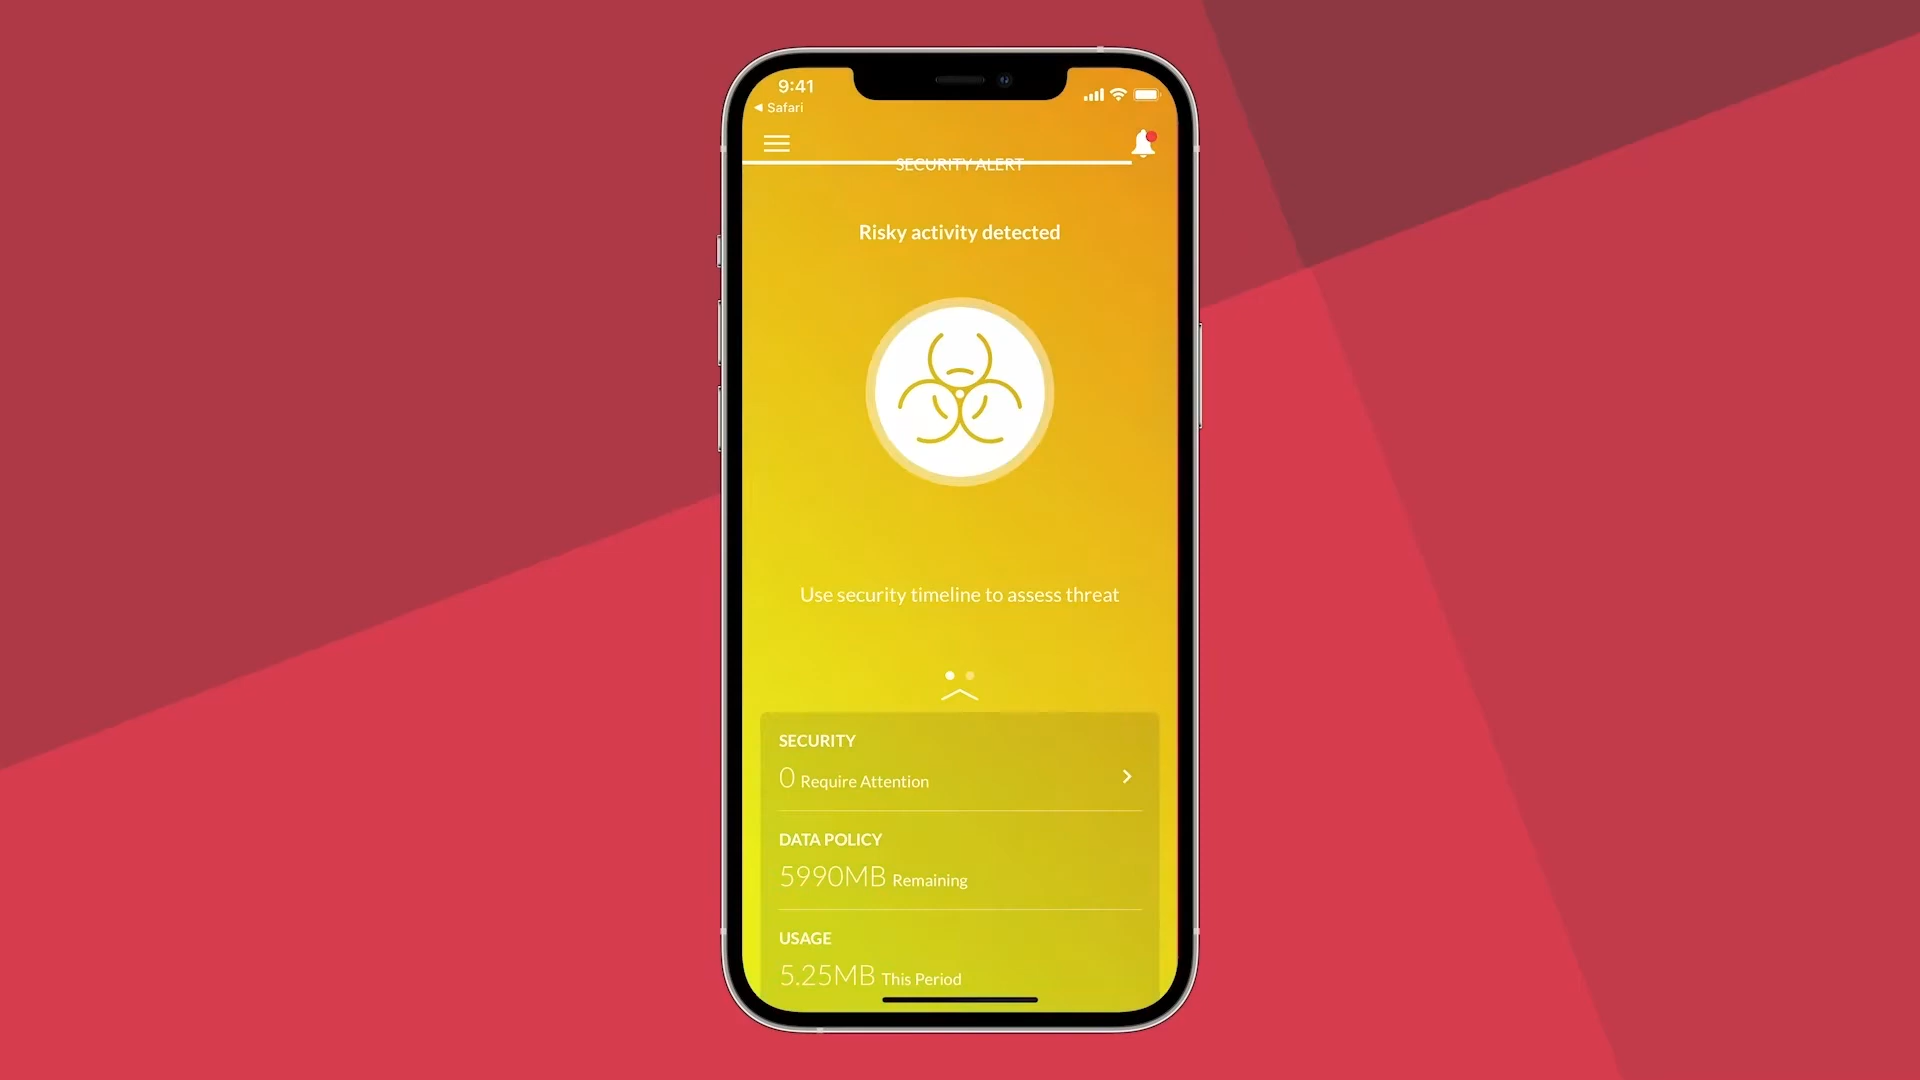 9:41
Safari
SECURITY ALERT
Risky activity detected
Use security timeline to assess threat
SECURITY
0 Require Attention
DATA POLICY
5990MB Remaining
USAGE
5.25MB This Period